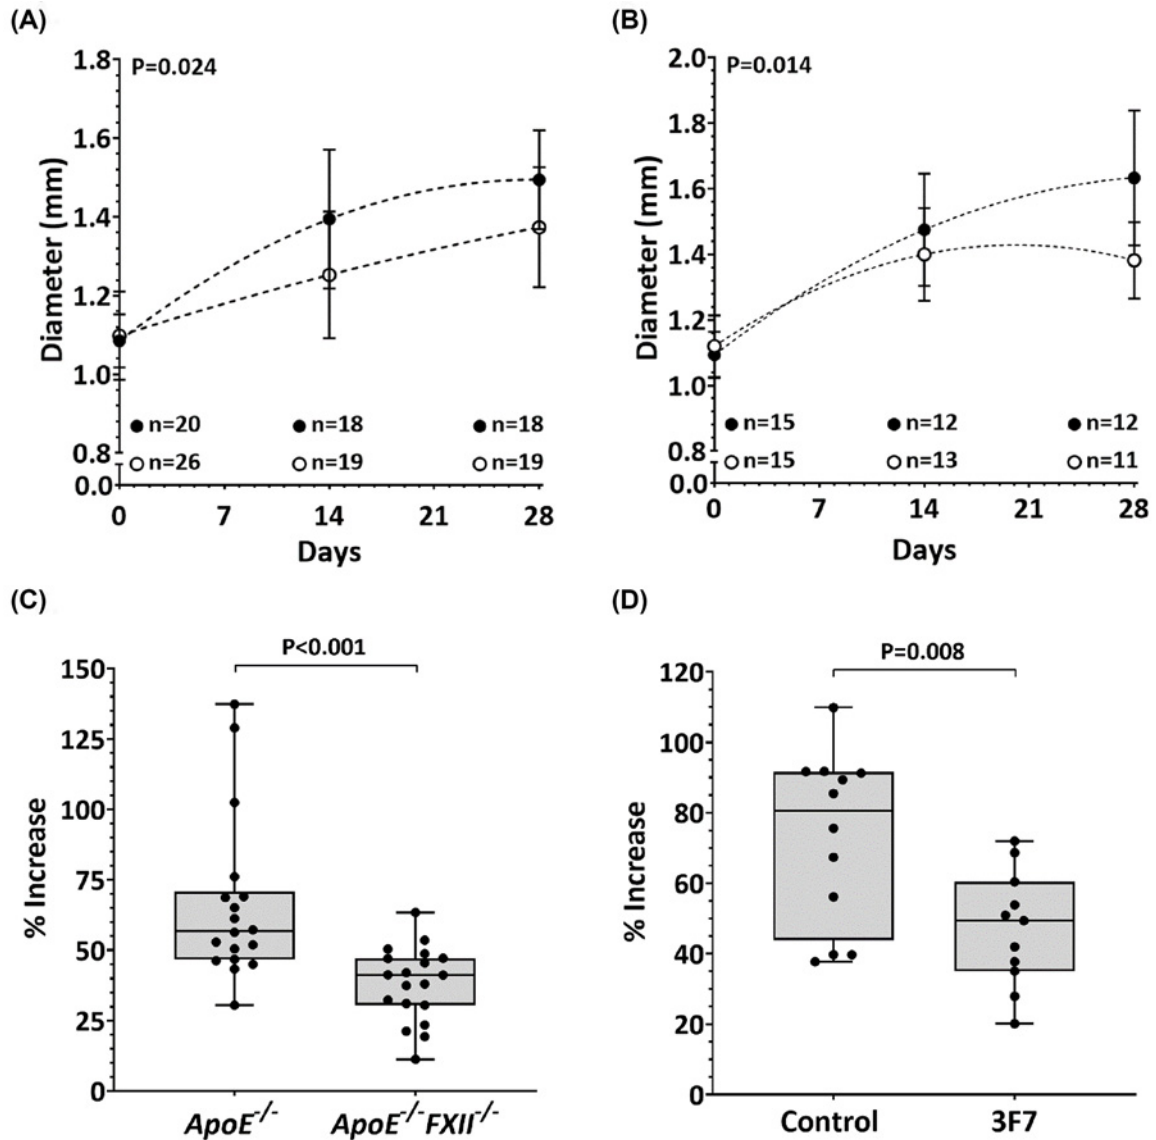 (A)
P=0.024
Diameter (mm)
1.8
1.6
1.4
1.2
1.0
0.8
0.0
n=20 n=18 n=18
n=26 n=19 n=19
0 7 14 21 28
Days
(B)
P=0.014
Diameter (mm)
2.0
1.8
1.6
1.4
1.2
1.0
0.8
0.0
n=15 n=12 n=12
n=15 n=13 n=11
0 7 14 21 28
Days
(C)
P<0.001
% Increase
150
125
100
75
50
25
0
ApoE-/- ApoE-/-FXII-/-
(D)
P=0.008
% Increase
120
100
80
60
40
20
0
Control 3F7